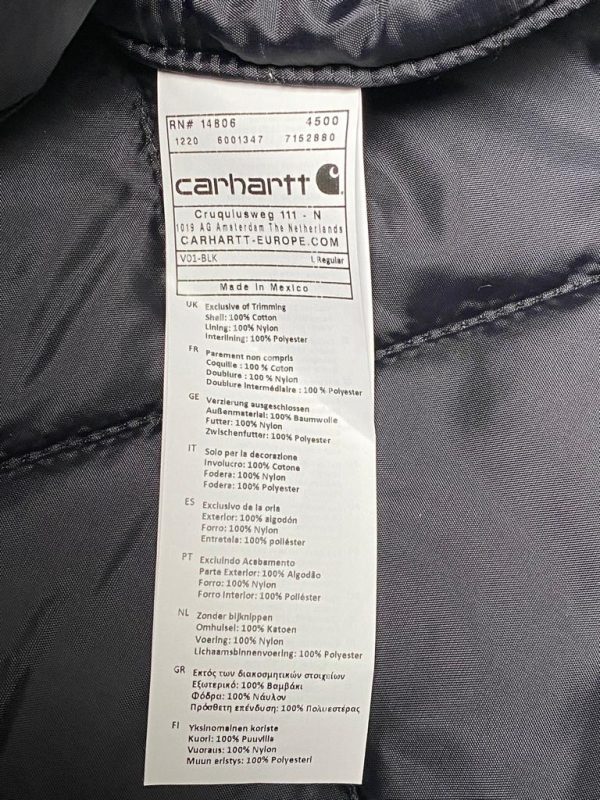 RN# 14806 4500
1220 6001347 7152880
carhartt
Cruquiusweg 111 - N
1019 AG Amsterdam The Netherlands
CARHARTT-EUROPE.COM
V01-BLK L Regular
Made in Mexico
UK Exclusive of Trimming
Shell: 100% Cotton
Lining: 100% Nylon
Interlining: 100% Polyester
FR Parement non compris
Coquille : 100 % Coton
Doublure : 100 % Nylon
Doublure Intermédiaire : 100 % Polyester
GE Verzierung ausgeschlossen
Außenmaterial: 100% Baumwolle
Futter: 100% Nylon
Zwischenfutter: 100% Polyester
IT Solo per la decorazione
Involucro: 100% Cotone
Fodera: 100% Nylon
Fodera: 100% Polyester
ES Exclusivo de la orla
Exterior: 100% algodón
Forro: 100% Nylon
Entretela: 100% poliéster
PT Excluindo Acabamento
Parte Exterior: 100% Algodão
Forro: 100% Nylon
Forro Interior: 100% Poliéster
NL Zonder bijknippen
Omhulsel: 100% Katoen
Voering: 100% Nylon
Lichaamsbinnenvoering: 100% Polyester
GR Εκτός των διακοσμητικών στοιχείων
Εξωτερικό: 100% Βαμβάκι
Φόδρα: 100% Νάυλον
Πρόσθετη επένδυση: 100% Πολυεστέρας
FI Yksinomainen koriste
Kuori: 100% Puuvilla
Vuoraus: 100% Nylon
Muun eristys: 100% Polyesteri